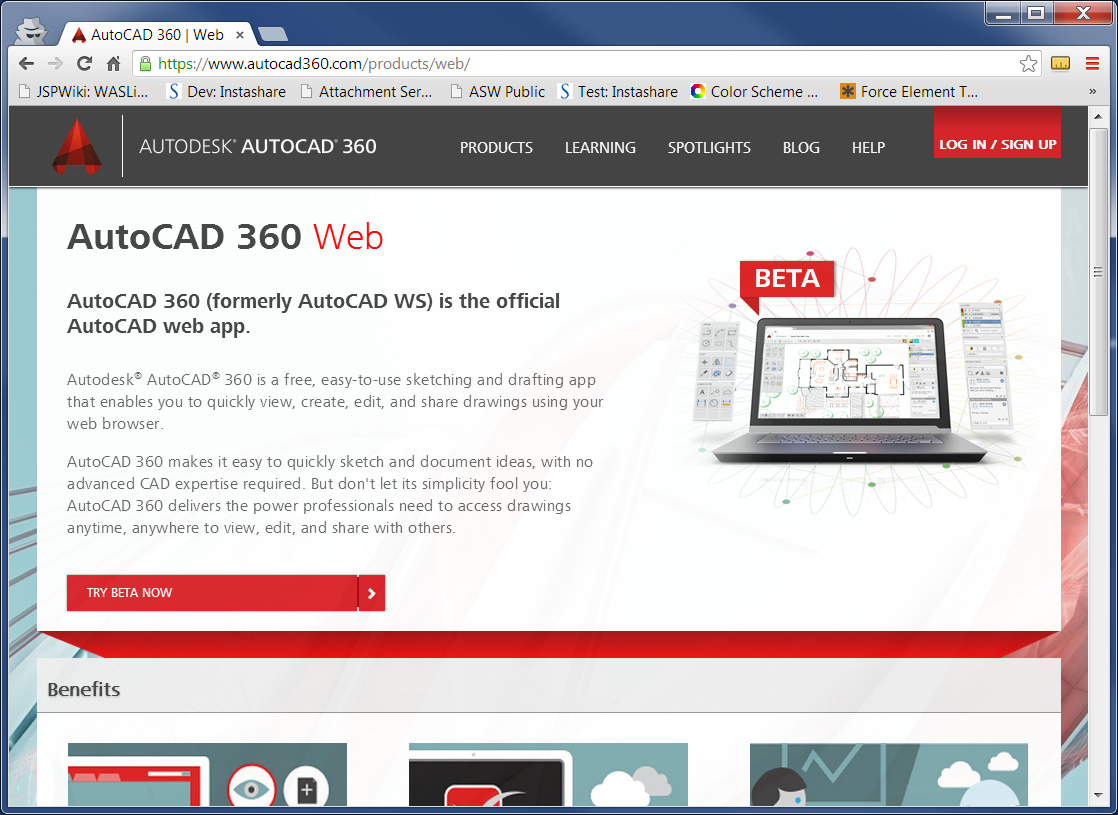 AutoCAD 360 | Web
https://www.autocad360.com/products/web/
JSPWiki: WASLi...
Dev: Instashare
Attachment Ser...
ASW Public
Test: Instashare
Color Scheme ...
Force Element T...
»
AUTODESK® AUTOCAD® 360
PRODUCTS
LEARNING
SPOTLIGHTS
BLOG
HELP
LOG IN / SIGN UP
AutoCAD 360 Web
AutoCAD 360 (formerly AutoCAD WS) is the official
AutoCAD web app.
Autodesk® AutoCAD® 360 is a free, easy-to-use sketching and drafting app
that enables you to quickly view, create, edit, and share drawings using your
web browser.
AutoCAD 360 makes it easy to quickly sketch and document ideas, with no
advanced CAD expertise required. But don't let its simplicity fool you:
AutoCAD 360 delivers the power professionals need to access drawings
anytime, anywhere to view, edit, and share with others.
BETA
TRY BETA NOW
Benefits